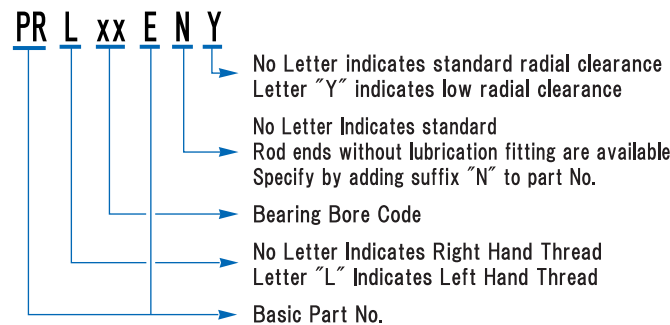 PR L xx E N Y
No Letter indicates standard radial clearance
Letter ″Y″ indicates low radial clearance
No Letter Indicates standard
Rod ends without lubrication fitting are available
Specify by adding suffix ″N″ to part No.
Bearing Bore Code
No Letter Indicates Right Hand Thread
Letter ″L″ Indicates Left Hand Thread
Basic Part No.